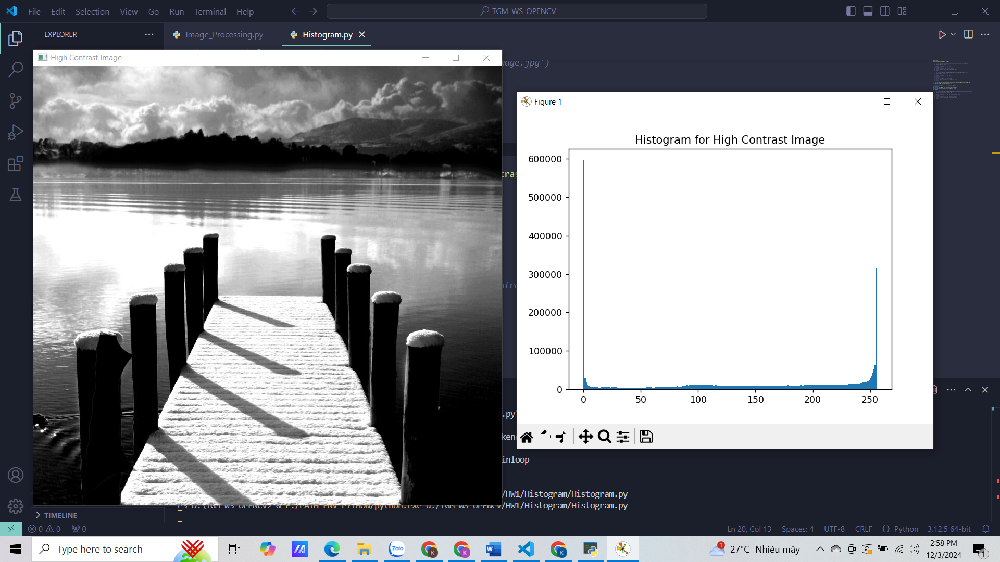 File Edit Selection View Go Run Terminal Help
TGM_WS_OPENCV
EXPLORER
Image_Processing.py
Histogram.py
High Contrast Image
mage.jpg')
Figure 1
Histogram for High Contrast Image
600000
500000
400000
300000
200000
100000
0
0 50 100 150 200 250
tras
ntra
.py'
kend
inloop
/HW1/Histogram/Histogram.py
PS D:\TGM_WS_OPENCV> & E:/PATH_ENV_PYTHON/python.exe d:/TGM_WS_OPENCV/HW1/Histogram/Histogram.py
TIMELINE
0 0 0
Ln 20, Col 13 Spaces: 4 UTF-8 CRLF {} Python 3.12.5 64-bit
Type here to search
Zalo
K K
27°C Nhiều mây
1
2:58 PM
12/3/2024
1